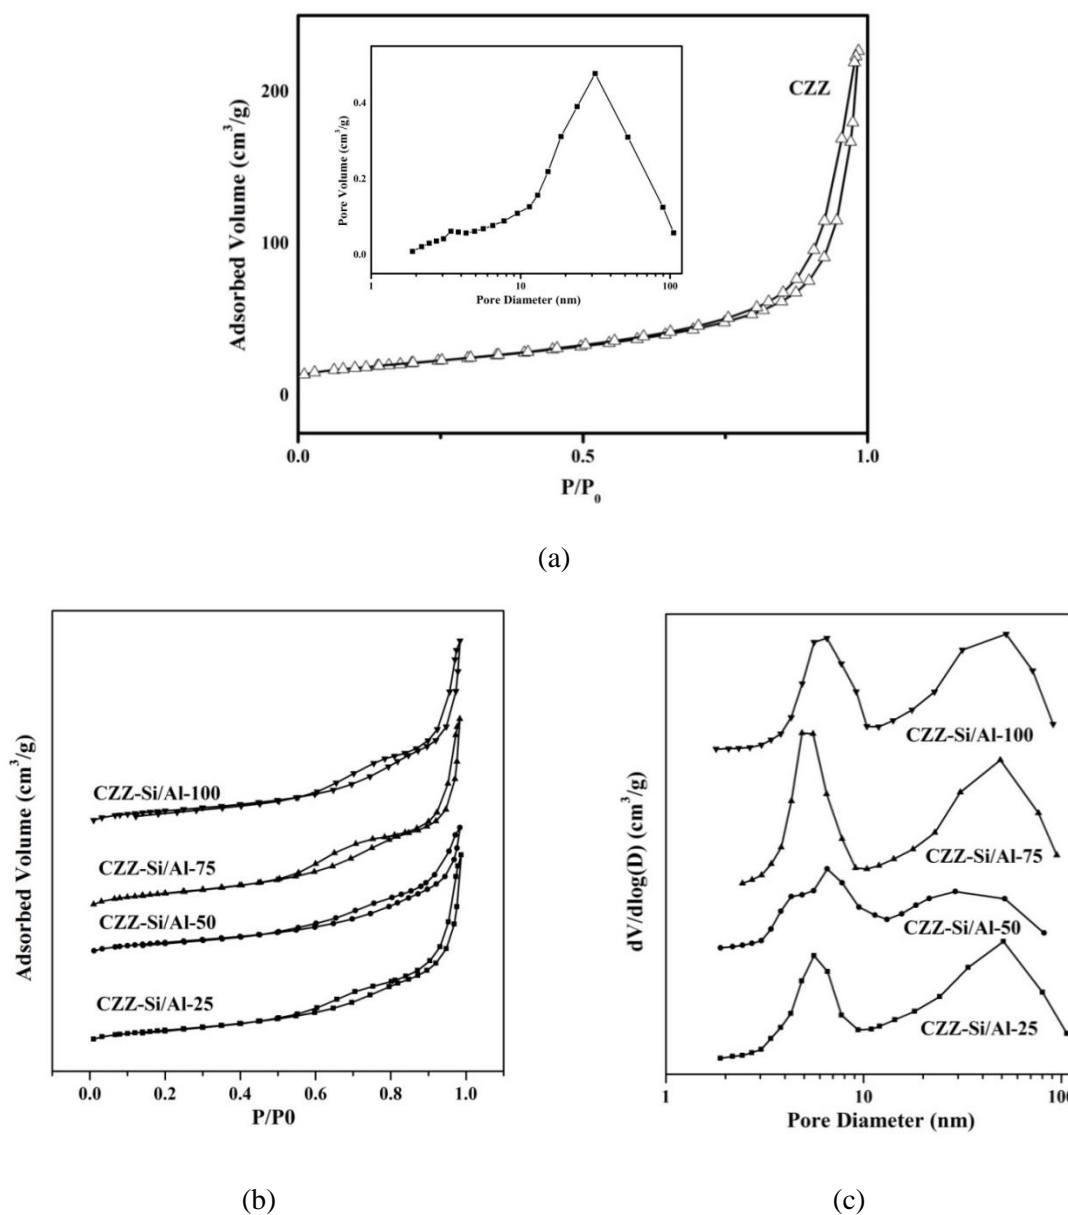 CZZ
Adsorbed Volume (cm³/g)
200
100
0
0.0 0.5 1.0
P/P₀
Pore Volume (cm³/g)
0.4
0.2
0.0
1 10 100
Pore Diameter (nm)
(a)
Adsorbed Volume (cm³/g)
CZZ-Si/Al-100
CZZ-Si/Al-75
CZZ-Si/Al-50
CZZ-Si/Al-25
0.0 0.2 0.4 0.6 0.8 1.0
P/P0
(b)
dV/dlog(D) (cm³/g)
CZZ-Si/Al-100
CZZ-Si/Al-75
CZZ-Si/Al-50
CZZ-Si/Al-25
1 10 100
Pore Diameter (nm)
(c)